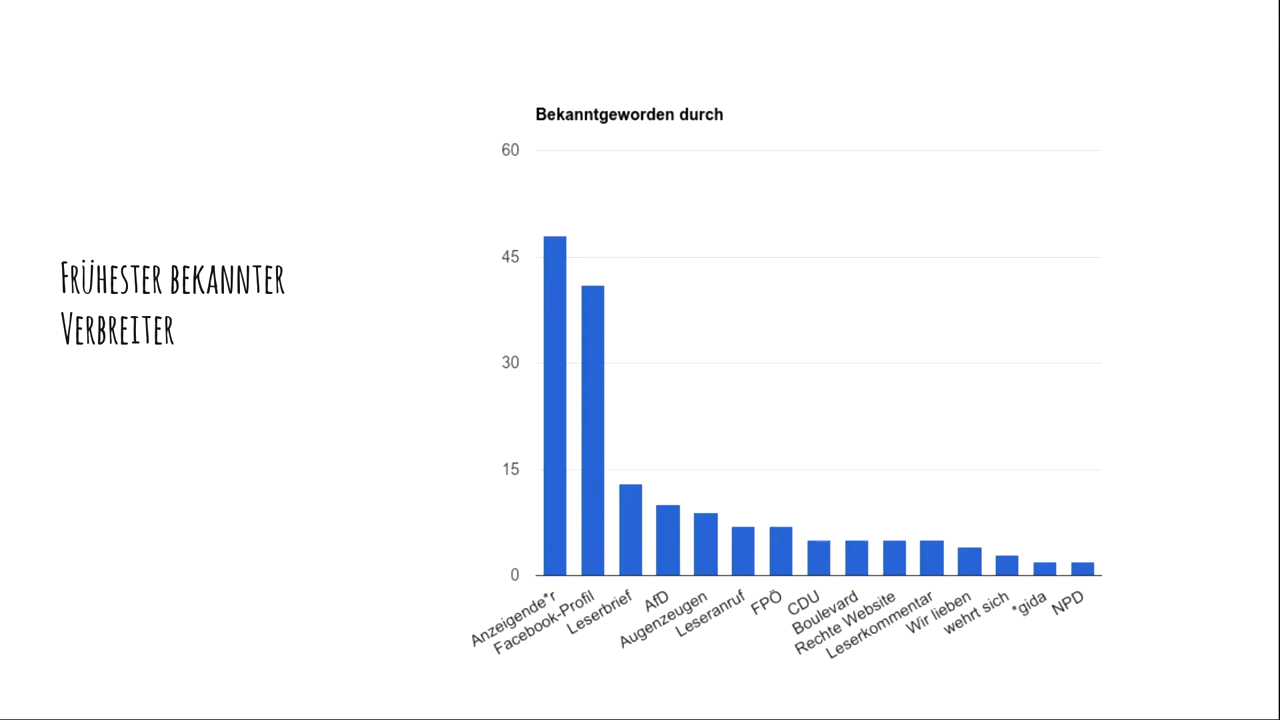 Frühester bekannter
Verbreiter
Bekanntgeworden durch
60
45
30
15
0
Anzeigende*r
Facebook-Profil
Leserbrief
AfD
Augenzeugen
Leseranruf
FPÖ
CDU
Boulevard
Rechte Website
Leserkommentar
Wir lieben
wehrt sich
*gida
NPD